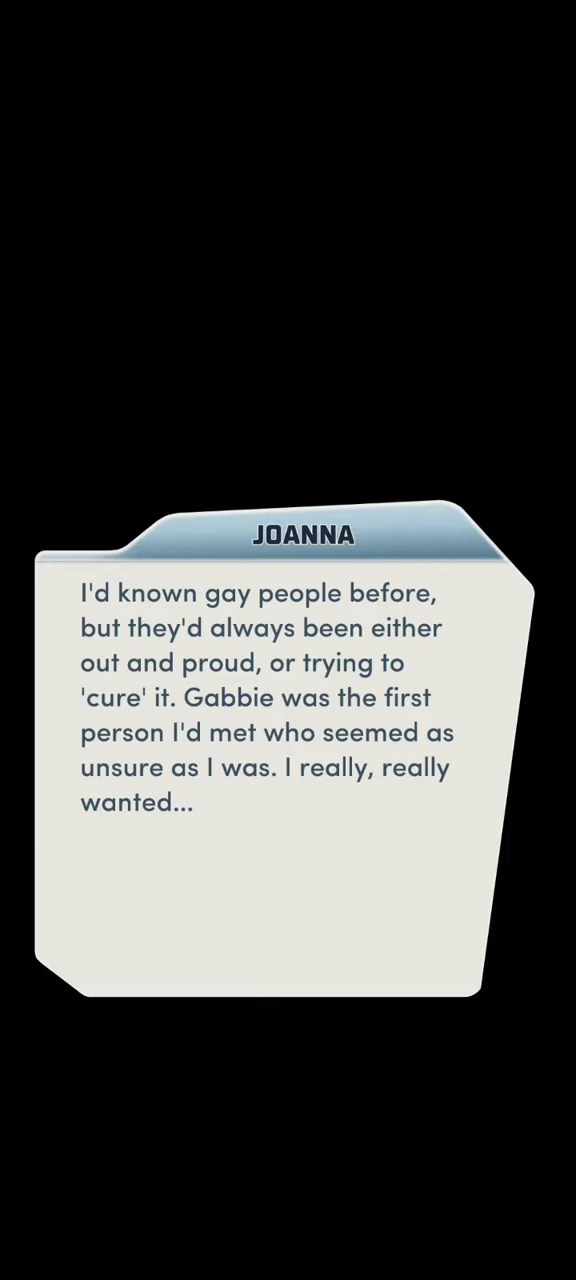 JOANNA
I'd known gay people before,
but they'd always been either
out and proud, or trying to
'cure' it. Gabbie was the first
person I'd met who seemed as
unsure as I was. I really, really
wanted...